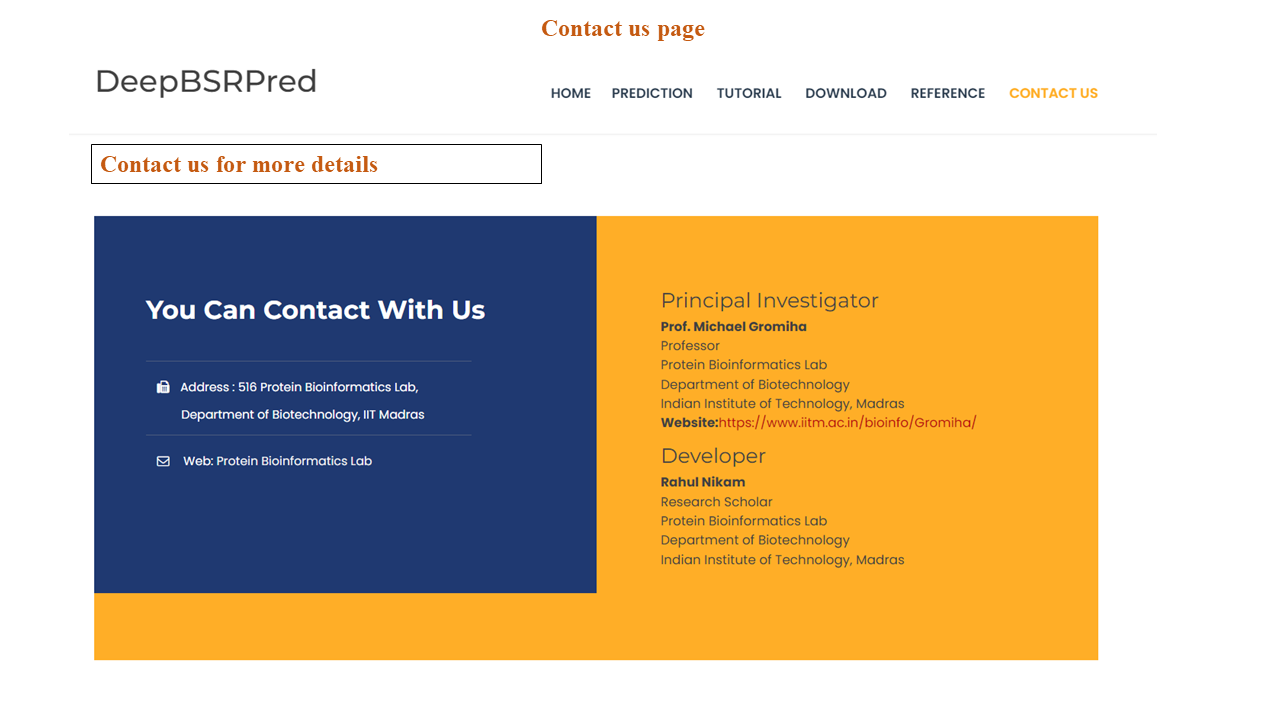 Contact us page
DeepBSRPred
HOME PREDICTION TUTORIAL DOWNLOAD REFERENCE CONTACT US
Contact us for more details
You Can Contact With Us
Address : 516 Protein Bioinformatics Lab,
Department of Biotechnology, IIT Madras
Web: Protein Bioinformatics Lab
Principal Investigator
Prof. Michael Gromiha
Professor
Protein Bioinformatics Lab
Department of Biotechnology
Indian Institute of Technology, Madras
Website:https://www.iitm.ac.in/bioinfo/Gromiha/
Developer
Rahul Nikam
Research Scholar
Protein Bioinformatics Lab
Department of Biotechnology
Indian Institute of Technology, Madras